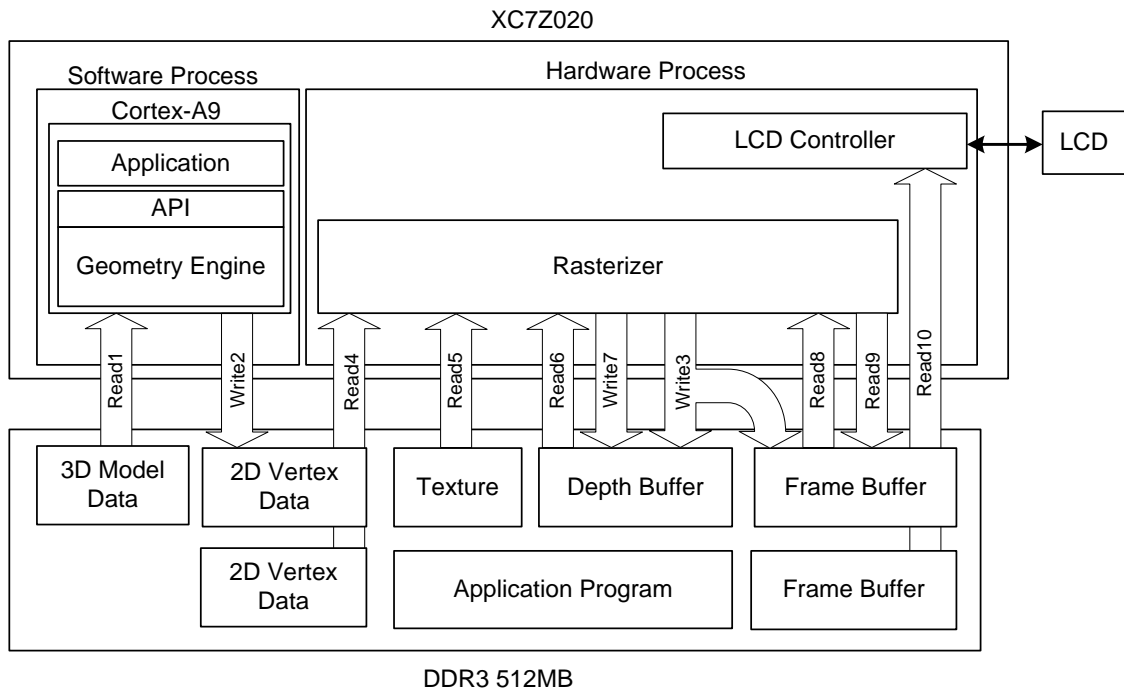 XC7Z020
Software Process
Hardware Process
Cortex-A9
Application
API
Geometry Engine
LCD Controller
LCD
Rasterizer
Read1
Write2
Read4
Read5
Read6
Write7
Write3
Read8
Read9
Read10
3D Model
Data
2D Vertex
Data
Texture
Depth Buffer
Frame Buffer
2D Vertex
Data
Application Program
Frame Buffer
DDR3 512MB